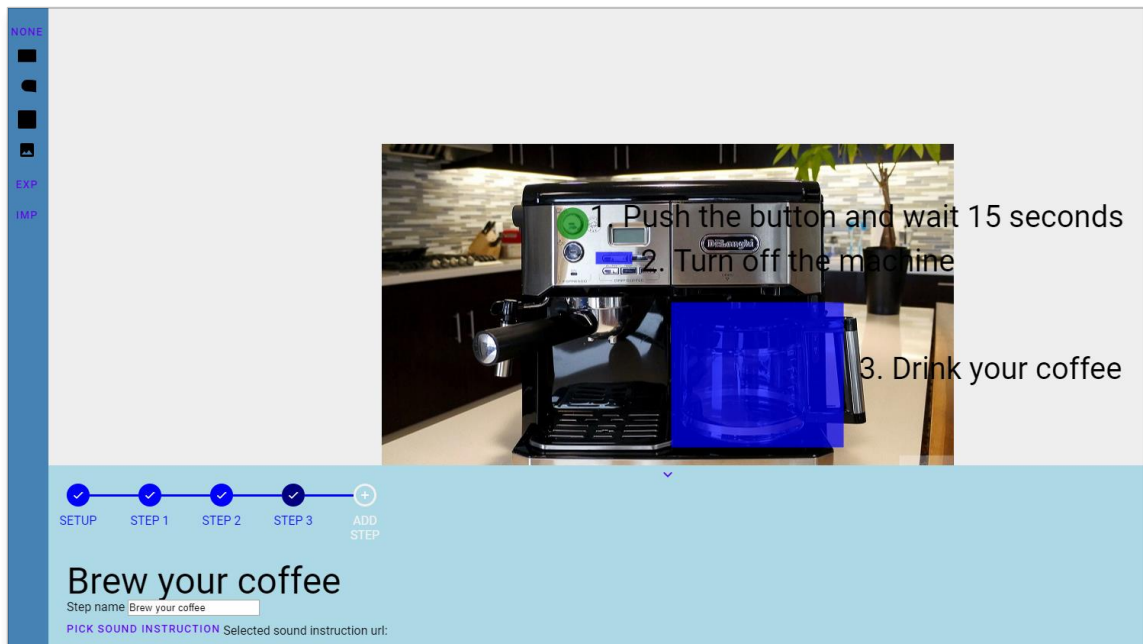 NONE
EXP
IMP
1. Push the button and wait 15 seconds
DeLonghi
2. Turn off the machine
3. Drink your coffee
SETUP
STEP 1
STEP 2
STEP 3
ADD
STEP
Brew your coffee
Step name Brew your coffee
PICK SOUND INSTRUCTION Selected sound instruction url: